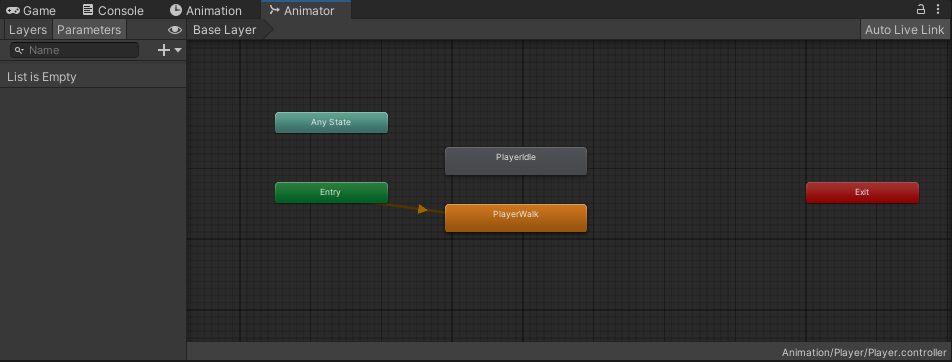 Game Console Animation Animator
Layers Parameters Base Layer Auto Live Link
Name
List is Empty
Any State
PlayerIdle
Entry
Exit
PlayerWalk
Animation/Player/Player.controller